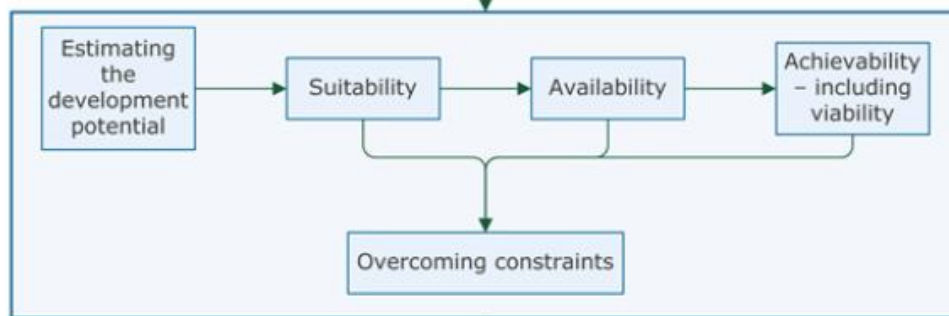 Estimating
the
development
potential
Suitability
Availability
Achievability
– including
viability
Overcoming constraints